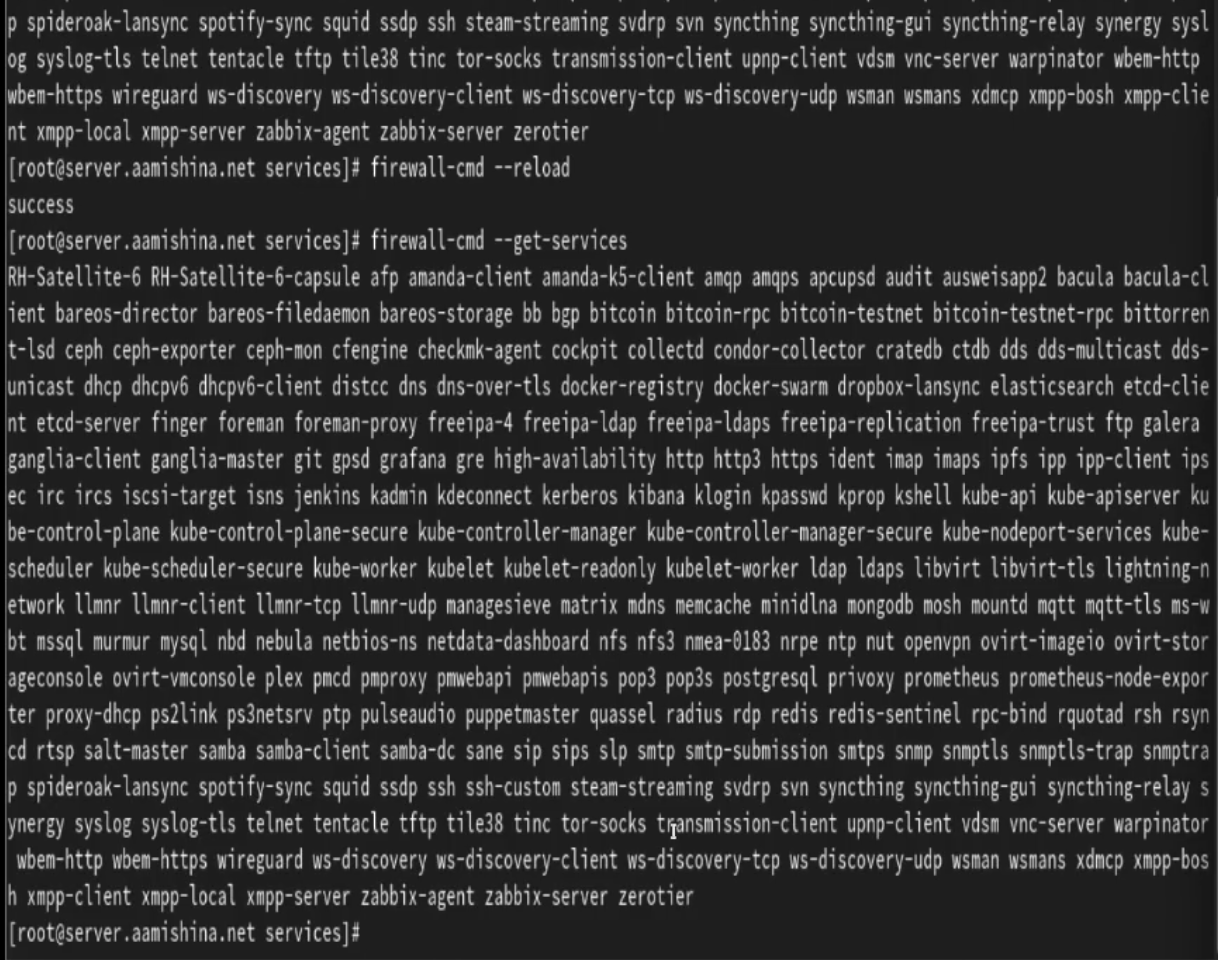 p spideroak-lansync spotify-sync squid ssdp ssh steam-streaming svdrp svn syncthing syncthing-gui syncthing-relay synergy sysl
og syslog-tls telnet tentacle tftp tile38 tinc tor-socks transmission-client upnp-client vdsm vnc-server warpinator wbem-http
wbem-https wireguard ws-discovery ws-discovery-client ws-discovery-tcp ws-discovery-udp wsman wsmans xdmcp xmpp-bosh xmpp-clie
nt xmpp-local xmpp-server zabbix-agent zabbix-server zerotier
[root@server.aamishina.net services]# firewall-cmd --reload
success
[root@server.aamishina.net services]# firewall-cmd --get-services
RH-Satellite-6 RH-Satellite-6-capsule afp amanda-client amanda-k5-client amqp amqps apcupsd audit ausweisapp2 bacula bacula-cl
ient bareos-director bareos-filedaemon bareos-storage bb bgp bitcoin bitcoin-rpc bitcoin-testnet bitcoin-testnet-rpc bittorren
t-lsd ceph ceph-exporter ceph-mon cfengine checkmk-agent cockpit collectd condor-collector cratedb ctdb dds dds-multicast dds-
unicast dhcp dhcpv6 dhcpv6-client distcc dns dns-over-tls docker-registry docker-swarm dropbox-lansync elasticsearch etcd-clie
nt etcd-server finger foreman foreman-proxy freeipa-4 freeipa-ldap freeipa-ldaps freeipa-replication freeipa-trust ftp galera
ganglia-client ganglia-master git gpsd grafana gre high-availability http http3 https ident imap imaps ipfs ipp ipp-client ips
ec irc ircs iscsi-target isns jenkins kadmin kdeconnect kerberos kibana klogin kpasswd kprop kshell kube-api kube-apiserver ku
be-control-plane kube-control-plane-secure kube-controller-manager kube-controller-manager-secure kube-nodeport-services kube-
scheduler kube-scheduler-secure kube-worker kubelet kubelet-readonly kubelet-worker ldap ldaps libvirt libvirt-tls lightning-n
etwork llmnr llmnr-client llmnr-tcp llmnr-udp managesieve matrix mdns memcache minidlna mongodb mosh mountd mqtt mqtt-tls ms-w
bt mssql murmur mysql nbd nebula netbios-ns netdata-dashboard nfs nfs3 nmea-0183 nrpe ntp nut openvpn ovirt-imageio ovirt-stor
ageconsole ovirt-vmconsole plex pmcd pmproxy pmwebapi pmwebapis pop3 pop3s postgresql privoxy prometheus prometheus-node-expor
ter proxy-dhcp ps2link ps3netsrv ptp pulseaudio puppetmaster quassel radius rdp redis redis-sentinel rpc-bind rquotad rsh rsyn
cd rtsp salt-master samba samba-client samba-dc sane sip sips slp smtp smtp-submission smtps snmp snmptls snmptls-trap snmptra
p spideroak-lansync spotify-sync squid ssdp ssh ssh-custom steam-streaming svdrp svn syncthing syncthing-gui syncthing-relay s
ynergy syslog syslog-tls telnet tentacle tftp tile38 tinc tor-socks transmission-client upnp-client vdsm vnc-server warpinator
 wbem-http wbem-https wireguard ws-discovery ws-discovery-client ws-discovery-tcp ws-discovery-udp wsman wsmans xdmcp xmpp-bos
h xmpp-client xmpp-local xmpp-server zabbix-agent zabbix-server zerotier
[root@server.aamishina.net services]#